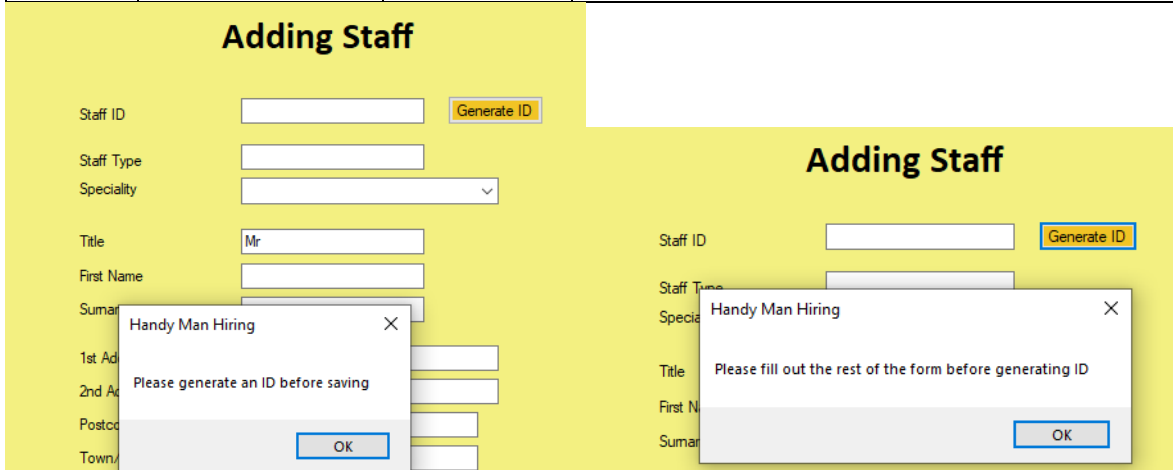 Adding Staff
Staff ID
Generate ID
Staff Type
Speciality
Title
Mr
First Name
Handy Man Hiring
Please generate an ID before saving
OK
Adding Staff
Staff ID
Generate ID
Staff
Title
First
Handy Man Hiring
Please fill out the rest of the form before generating ID
OK